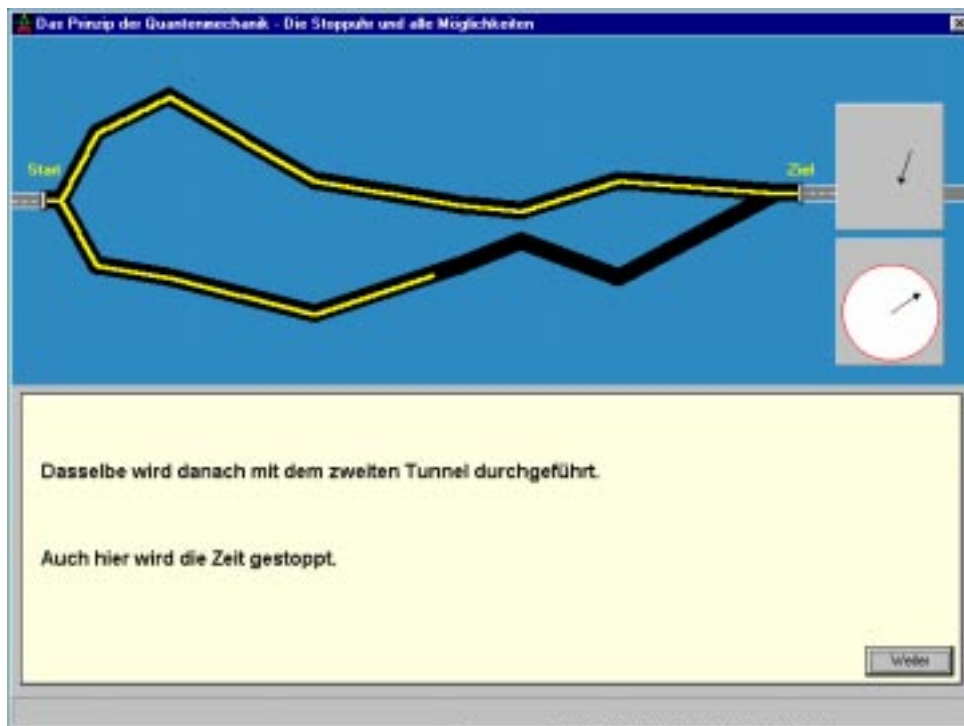 Das Prinzip der Quantenmechanik - Die Stoppuhr und alle Möglichkeiten
Start
Ziel
Dasselbe wird danach mit dem zweiten Tunnel durchgeführt.
Auch hier wird die Zeit gestoppt.
Weiter